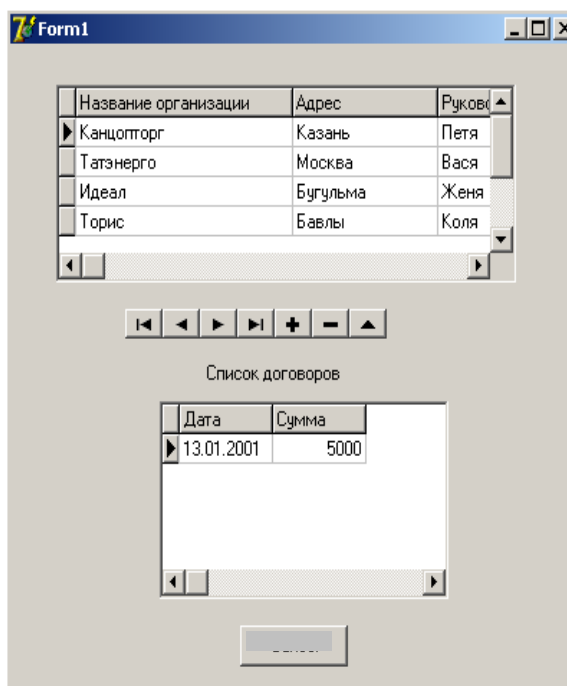 Form1
Название организации Адрес
Канцопторг Казань Петя
Татэнерго Москва Вася
Идеал Бугульма Женя
Торис Бавлы Коля
Список договоров
Дата Сумма
13.01.2001 5000